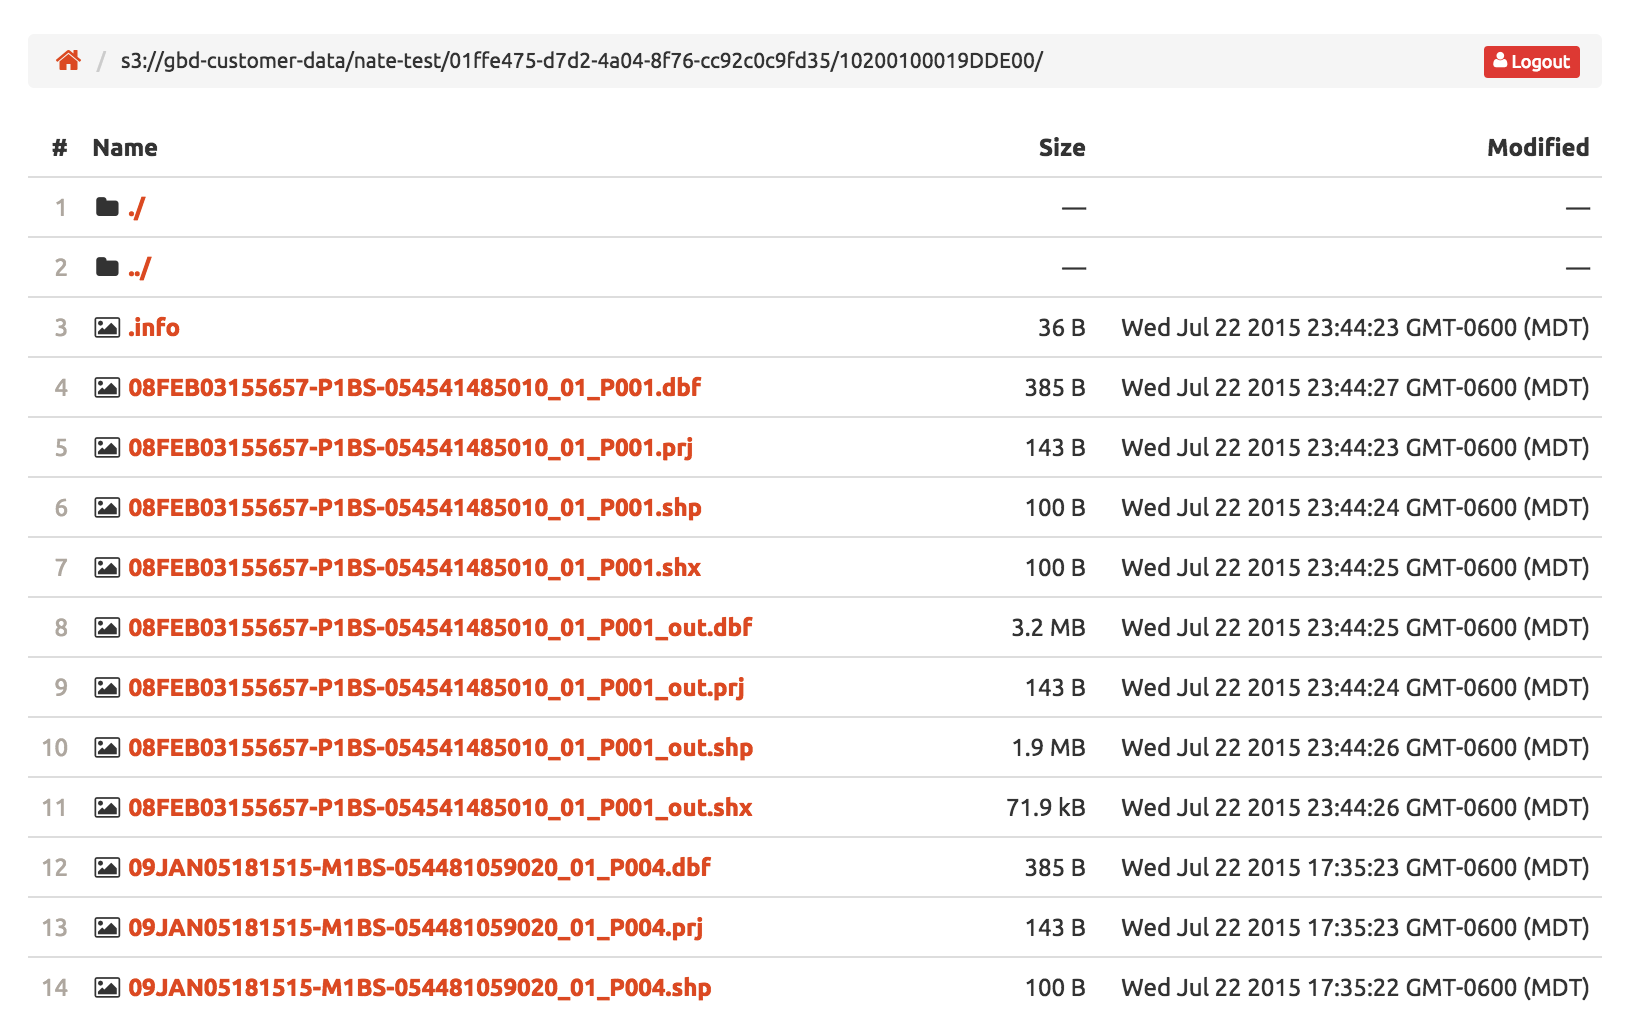 / s3://gbd-customer-data/nate-test/01ffe475-d7d2-4a04-8f76-cc92c0c9fd35/10200100019DDE00/ Logout
# Name Size Modified
1 ./ — —
2 ../ — —
3 .info 36 B Wed Jul 22 2015 23:44:23 GMT-0600 (MDT)
4 08FEB03155657-P1BS-054541485010_01_P001.dbf 385 B Wed Jul 22 2015 23:44:27 GMT-0600 (MDT)
5 08FEB03155657-P1BS-054541485010_01_P001.prj 143 B Wed Jul 22 2015 23:44:23 GMT-0600 (MDT)
6 08FEB03155657-P1BS-054541485010_01_P001.shp 100 B Wed Jul 22 2015 23:44:24 GMT-0600 (MDT)
7 08FEB03155657-P1BS-054541485010_01_P001.shx 100 B Wed Jul 22 2015 23:44:25 GMT-0600 (MDT)
8 08FEB03155657-P1BS-054541485010_01_P001_out.dbf 3.2 MB Wed Jul 22 2015 23:44:25 GMT-0600 (MDT)
9 08FEB03155657-P1BS-054541485010_01_P001_out.prj 143 B Wed Jul 22 2015 23:44:24 GMT-0600 (MDT)
10 08FEB03155657-P1BS-054541485010_01_P001_out.shp 1.9 MB Wed Jul 22 2015 23:44:26 GMT-0600 (MDT)
11 08FEB03155657-P1BS-054541485010_01_P001_out.shx 71.9 kB Wed Jul 22 2015 23:44:26 GMT-0600 (MDT)
12 09JAN05181515-M1BS-054481059020_01_P004.dbf 385 B Wed Jul 22 2015 17:35:23 GMT-0600 (MDT)
13 09JAN05181515-M1BS-054481059020_01_P004.prj 143 B Wed Jul 22 2015 17:35:23 GMT-0600 (MDT)
14 09JAN05181515-M1BS-054481059020_01_P004.shp 100 B Wed Jul 22 2015 17:35:22 GMT-0600 (MDT)